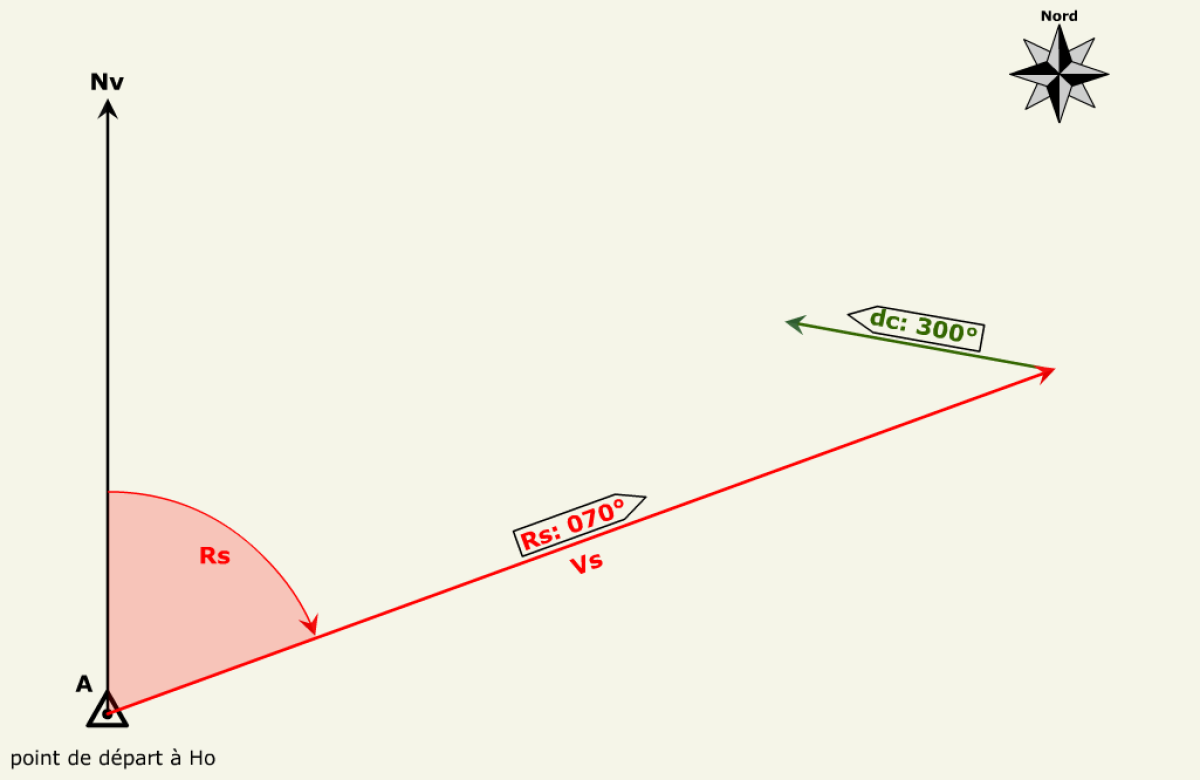 Nord
Nv
dc: 300°
Rs: 070°
Vs
Rs
A
point de départ à Ho